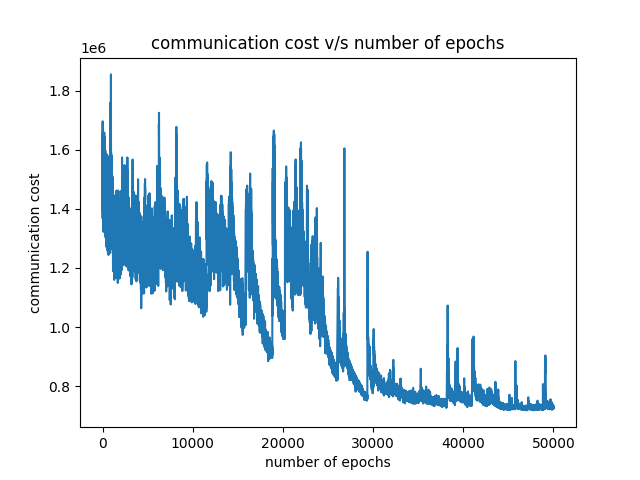 communication cost v/s number of epochs
1e6
1.8
1.6
1.4
1.2
1.0
0.8
communication cost
0 10000 20000 30000 40000 50000
number of epochs